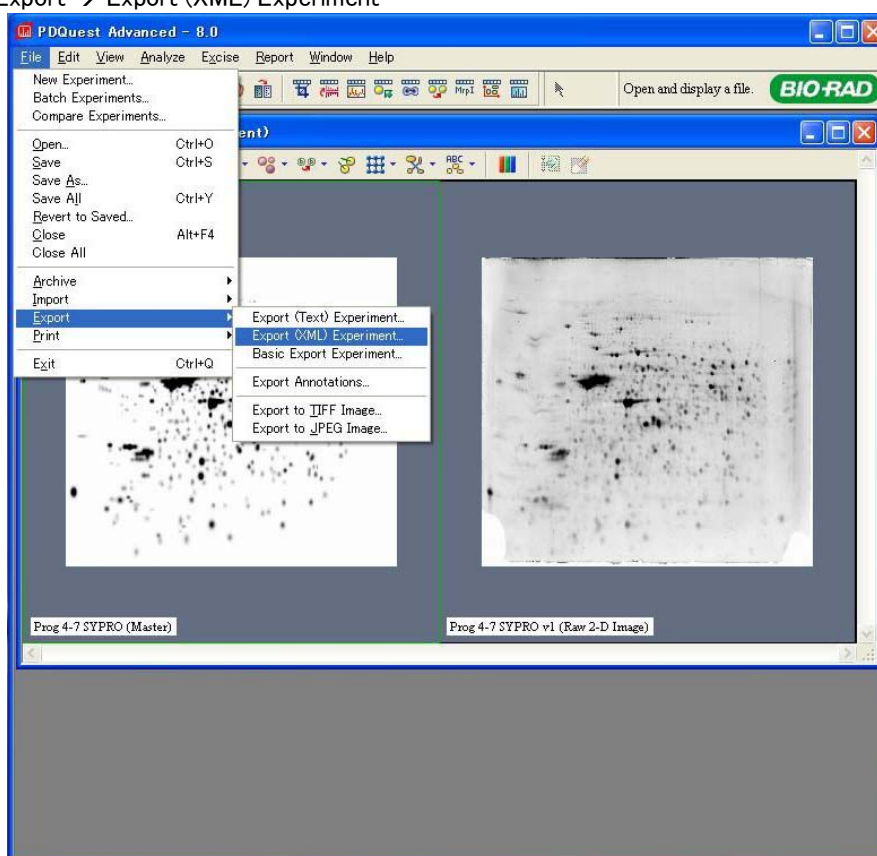 Export → Export (XML) Experiment
PDQuest Advanced - 8.0
File Edit View Analyze Excise Report Window Help
Open and display a file.
BIO-RAD
New Experiment...
Batch Experiments...
Compare Experiments...
ent)
Open... Ctrl+O
Save Ctrl+S
Save As...
Save All Ctrl+Y
Revert to Saved...
Close Alt+F4
Close All
Archive
Import
Export
Print
Exit Ctrl+Q
Export (Text) Experiment...
Export (XML) Experiment...
Basic Export Experiment...
Export Annotations...
Export to TIFF Image...
Export to JPEG Image...
Prog 4-7 SYPRO (Master)
Prog 4-7 SYPRO v1 (Raw 2-D Image)